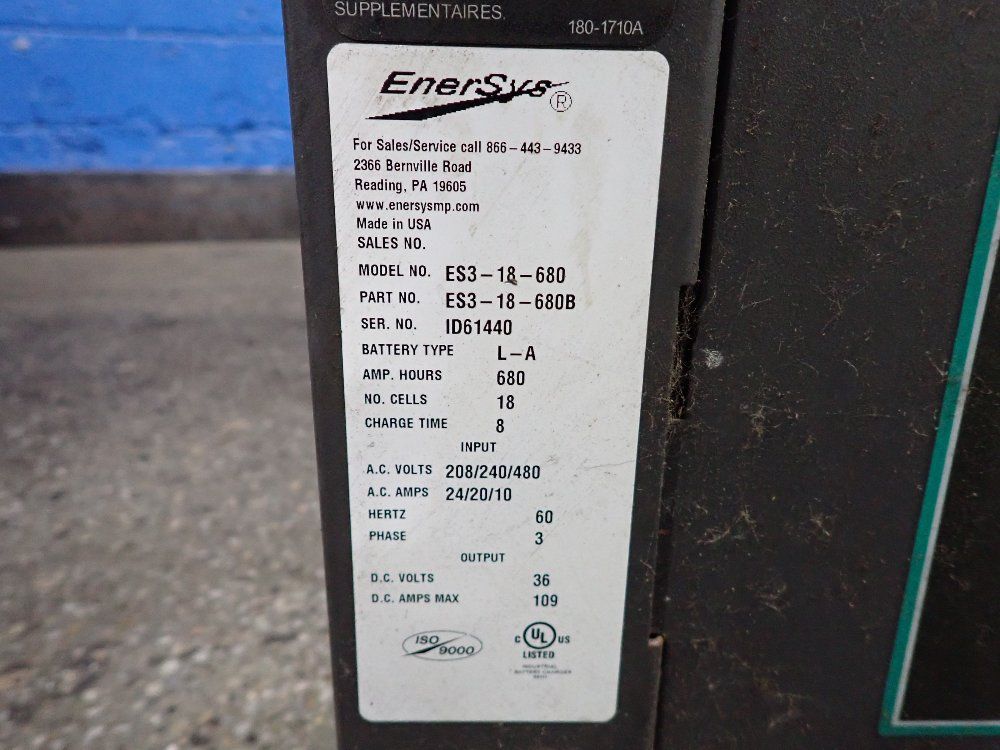 SUPPLEMENTAIRES.
180-1710A
EnerSys®
For Sales/Service call 866-443-9433
2366 Bernville Road
Reading, PA 19605
www.enersysmp.com
Made in USA
SALES NO.
MODEL NO. ES3-18-680
PART NO. ES3-18-680B
SER. NO. ID61440
BATTERY TYPE L-A
AMP. HOURS 680
NO. CELLS 18
CHARGE TIME 8
INPUT
A.C. VOLTS 208/240/480
A.C. AMPS 24/20/10
HERTZ 60
PHASE 3
OUTPUT
D.C. VOLTS 36
D.C. AMPS MAX 109
ISO 9000
C UL US
LISTED
INDUSTRIAL
BATTERY CHARGER